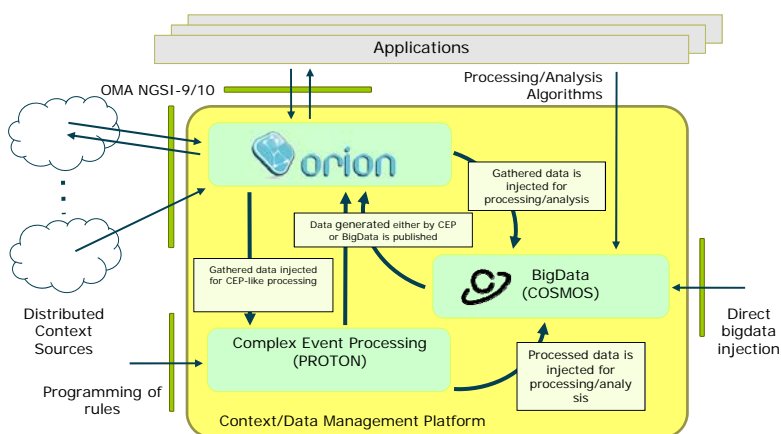 Applications
OMA NGSI-9/10
Processing/Analysis
Algorithms
orion
Gathered data is
injected for
processing/analysis
Data generated either by CEP
or BigData is published
Gathered data injected
for CEP-like processing
BigData
(COSMOS)
Distributed
Context
Sources
Direct
bigdata
injection
Complex Event Processing
(PROTON)
Processed data is
injected for
processing/analy
sis
Programming of
rules
Context/Data Management Platform